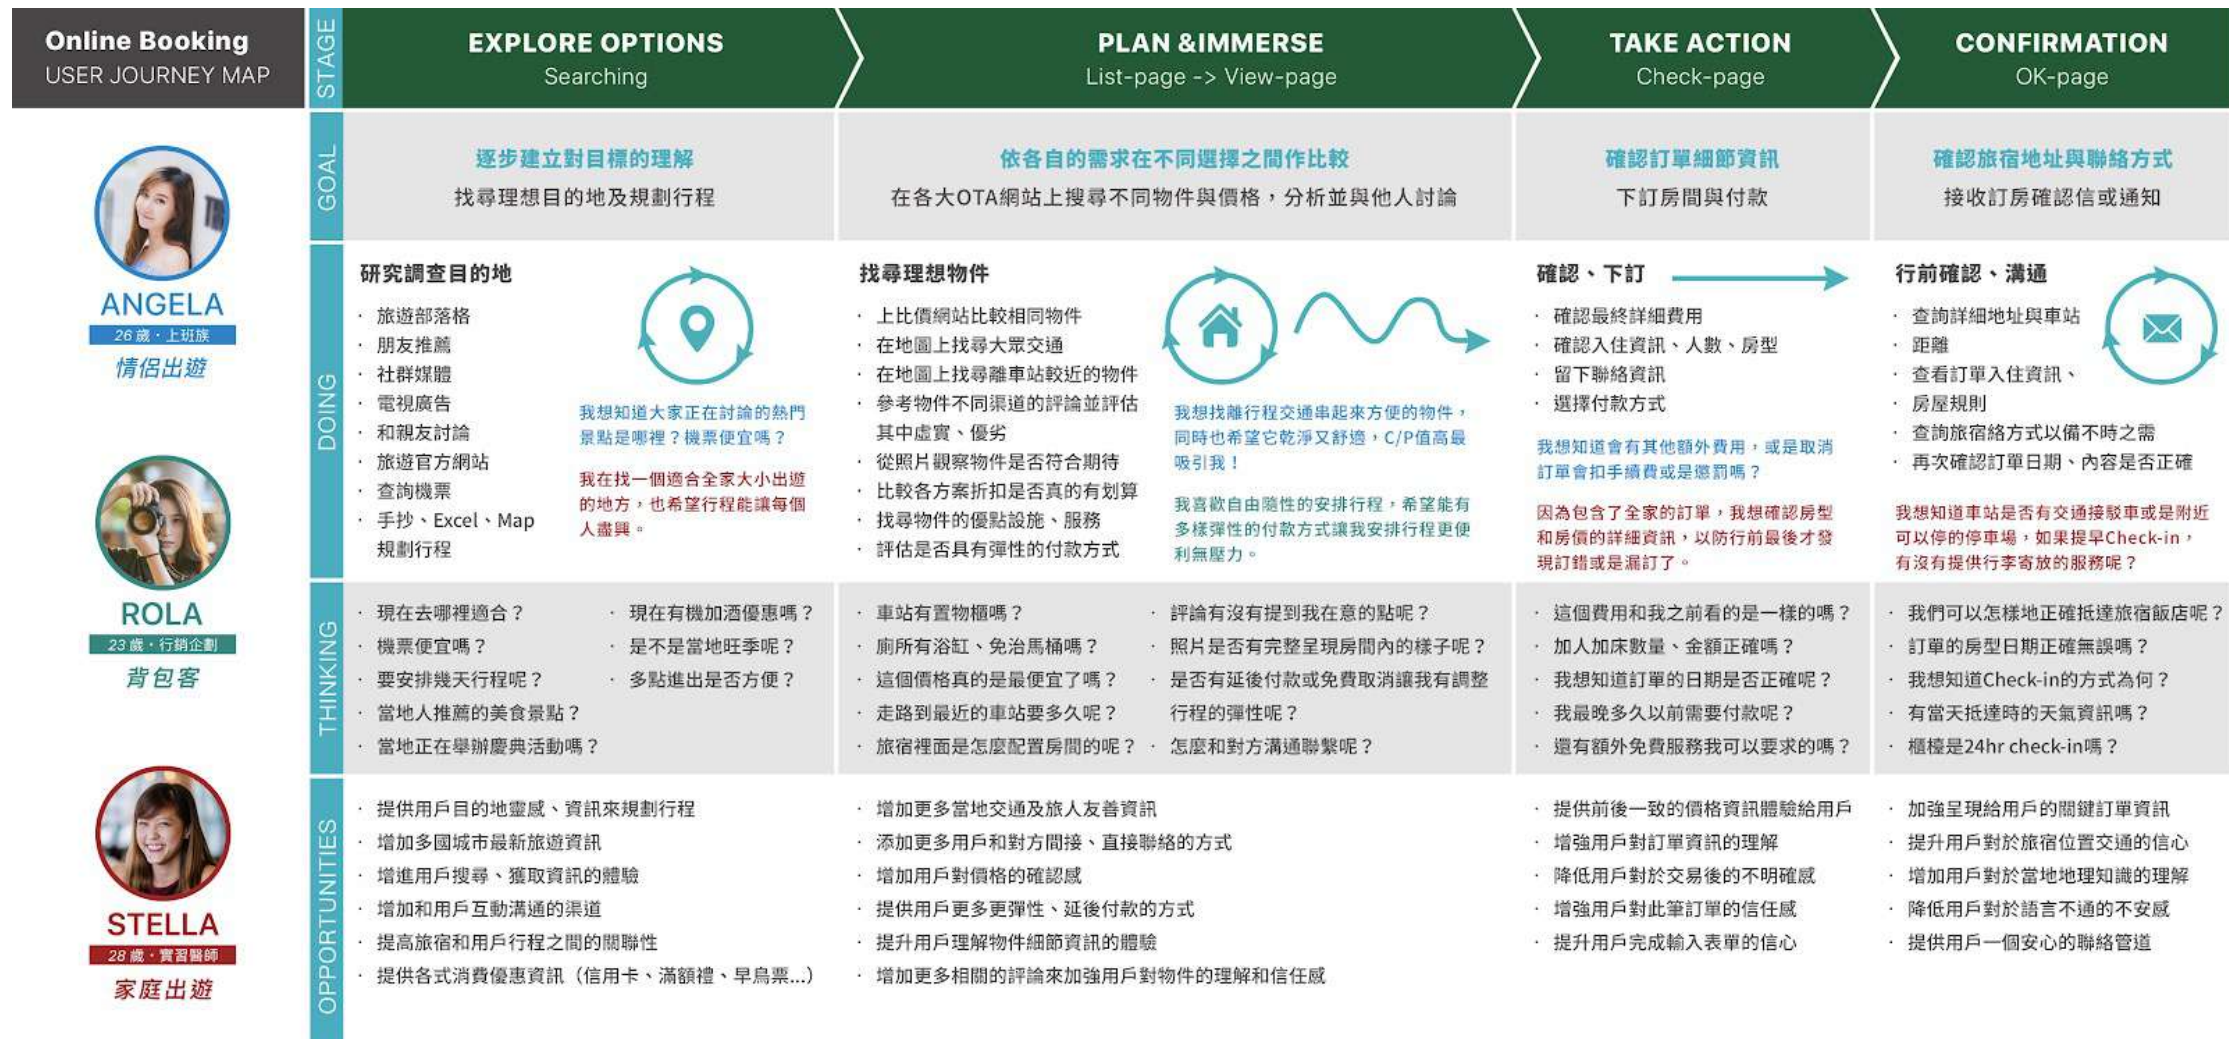 Online Booking
USER JOURNEY MAP
STAGE
EXPLORE OPTIONS
Searching
PLAN &IMMERSE
List-page -> View-page
TAKE ACTION
Check-page
CONFIRMATION
OK-page
ANGELA
26 歲・上班族
情侶出遊
ROLA
23 歲・行銷企劃
背包客
STELLA
28 歲・實習醫師
家庭出遊
GOAL
逐步建立對目標的理解
找尋理想目的地及規劃行程
依各自的需求在不同選擇之間作比較
在各大OTA網站上搜尋不同物件與價格，分析並與他人討論
確認訂單細節資訊
下訂房間與付款
確認旅宿地址與聯絡方式
接收訂房確認信或通知
DOING
研究調查目的地
· 旅遊部落格
· 朋友推薦
· 社群媒體
· 電視廣告
· 和親友討論
· 旅遊官方網站
· 查詢機票
· 手抄、Excel、Map
規劃行程
我想知道大家正在討論的熱門
景點是哪裡？機票便宜嗎？
我在找一個適合全家大小出遊
的地方，也希望行程能讓每個
人盡興。
找尋理想物件
· 上比價網站比較相同物件
· 在地圖上找尋大眾交通
· 在地圖上找尋離車站較近的物件
· 參考物件不同渠道的評論並評估
其中虛實、優劣
· 從照片觀察物件是否符合期待
· 比較各方案折扣是否真的有划算
· 找尋物件的優點設施、服務
· 評估是否具有彈性的付款方式
我想找離行程交通串起來方便的物件，
同時也希望它乾淨又舒適，C/P值高最
吸引我！
我喜歡自由隨性的安排行程，希望能有
多樣彈性的付款方式讓我安排行程更便
利無壓力。
確認、下訂
· 確認最終詳細費用
· 確認入住資訊、人數、房型
· 留下聯絡資訊
· 選擇付款方式
我想知道會有其他額外費用，或是取消
訂單會扣手續費或是懲罰嗎？
因為包含了全家的訂單，我想確認房型
和房價的詳細資訊，以防行前最後才發
現訂錯或是漏訂了。
行前確認、溝通
· 查詢詳細地址與車站
· 距離
· 查看訂單入住資訊、
· 房屋規則
· 查詢旅宿絡方式以備不時之需
· 再次確認訂單日期、內容是否正確
我想知道車站是否有交通接駁車或是附近
可以停的停車場，如果提早Check-in，
有沒有提供行李寄放的服務呢？
THINKING
· 現在去哪裡適合？
· 機票便宜嗎？
· 要安排幾天行程呢？
· 當地人推薦的美食景點？
· 當地正在舉辦慶典活動嗎？
· 現在有機加酒優惠嗎？
· 是不是當地旺季呢？
· 多點進出是否方便？
· 車站有置物櫃嗎？
· 廁所有浴缸、免治馬桶嗎？
· 這個價格真的是最便宜了嗎？
· 走路到最近的車站要多久呢？
· 旅宿裡面是怎麼配置房間的呢？
· 評論有沒有提到我在意的點呢？
· 照片是否有完整呈現房間內的樣子呢？
· 是否有延後付款或免費取消讓我有調整
行程的彈性呢？
· 怎麼和對方溝通聯繫呢？
· 這個費用和我之前看的是一樣的嗎？
· 加人加床數量、金額正確嗎？
· 我想知道訂單的日期是否正確呢？
· 我最晚多久以前需要付款呢？
· 還有額外免費服務我可以要求的嗎？
· 我們可以怎樣地正確抵達旅宿飯店呢？
· 訂單的房型日期正確無誤嗎？
· 我想知道Check-in的方式為何？
· 有當天抵達時的天氣資訊嗎？
· 櫃檯是24hr check-in嗎？
OPPORTUNITIES
· 提供用戶目的地靈感、資訊來規劃行程
· 增加多國城市最新旅遊資訊
· 增進用戶搜尋、獲取資訊的體驗
· 增加和用戶互動溝通的渠道
· 提高旅宿和用戶行程之間的關聯性
· 提供各式消費優惠資訊（信用卡、滿額禮、早鳥票...）
· 增加更多當地交通及旅人友善資訊
· 添加更多用戶和對方間接、直接聯絡的方式
· 增加用戶對價格的確認感
· 提供用戶更多更彈性、延後付款的方式
· 提升用戶理解物件細節資訊的體驗
· 增加更多相關的評論來加強用戶對物件的理解和信任感
· 提供前後一致的價格資訊體驗給用戶
· 增強用戶對訂單資訊的理解
· 降低用戶對於交易後的不明確感
· 增強用戶對此筆訂單的信任感
· 提升用戶完成輸入表單的信心
· 加強呈現給用戶的關鍵訂單資訊
· 提升用戶對於旅宿位置交通的信心
· 增加用戶對於當地地理知識的理解
· 降低用戶對於語言不通的不安感
· 提供用戶一個安心的聯絡管道